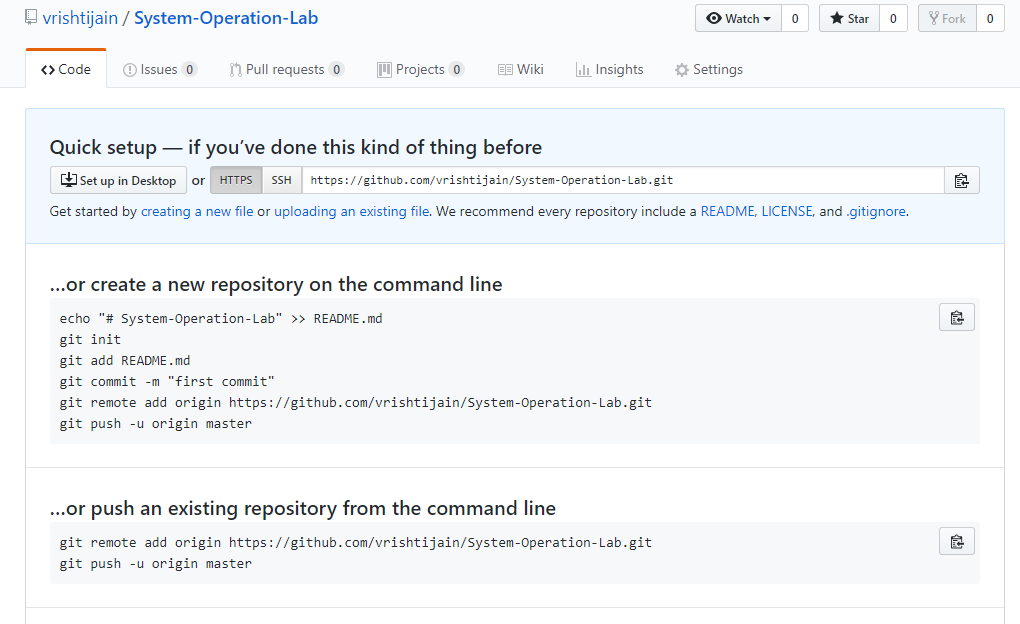 vrishtijain / System-Operation-Lab Watch 0 Star 0 Fork 0
Code Issues 0 Pull requests 0 Projects 0 Wiki Insights Settings
Quick setup — if you’ve done this kind of thing before
Set up in Desktop or HTTPS SSH https://github.com/vrishtijain/System-Operation-Lab.git
Get started by creating a new file or uploading an existing file. We recommend every repository include a README, LICENSE, and .gitignore.
…or create a new repository on the command line
echo "# System-Operation-Lab" >> README.md
git init
git add README.md
git commit -m "first commit"
git remote add origin https://github.com/vrishtijain/System-Operation-Lab.git
git push -u origin master
…or push an existing repository from the command line
git remote add origin https://github.com/vrishtijain/System-Operation-Lab.git
git push -u origin master